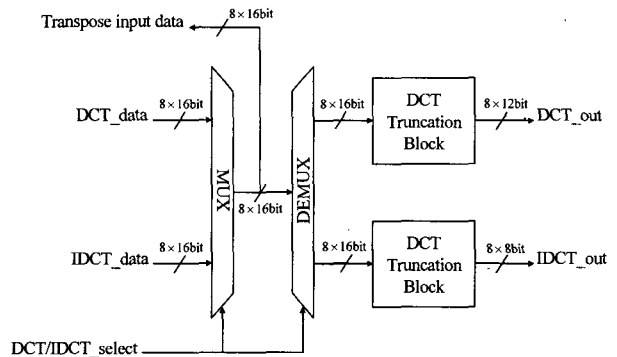 Transpose input data
8×16bit
DCT_data
8×16bit
MUX
8×16bit
DEMUX
8×16bit
DCT
Truncation
Block
8×12bit
DCT_out
IDCT_data
8×16bit
8×16bit
DCT
Truncation
Block
8×8bit
IDCT_out
DCT/IDCT_select